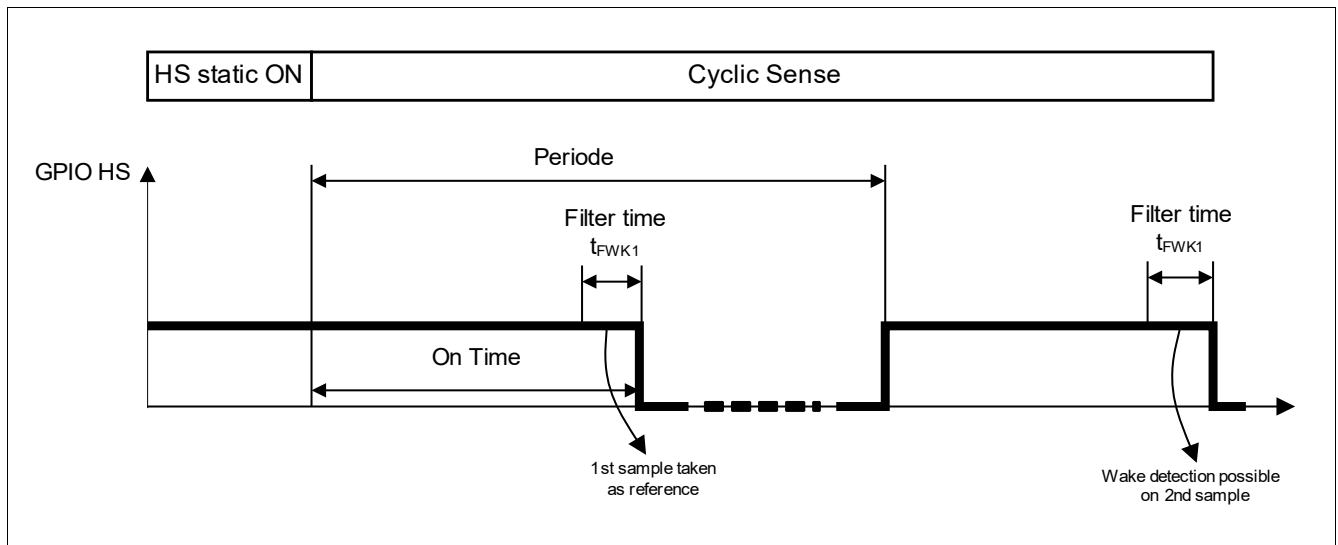 HS static ON
Cyclic Sense
GPIO HS
Periode
Filter time
tFWK1
Filter time
tFWK1
On Time
1st sample taken
as reference
Wake detection possible
on 2nd sample